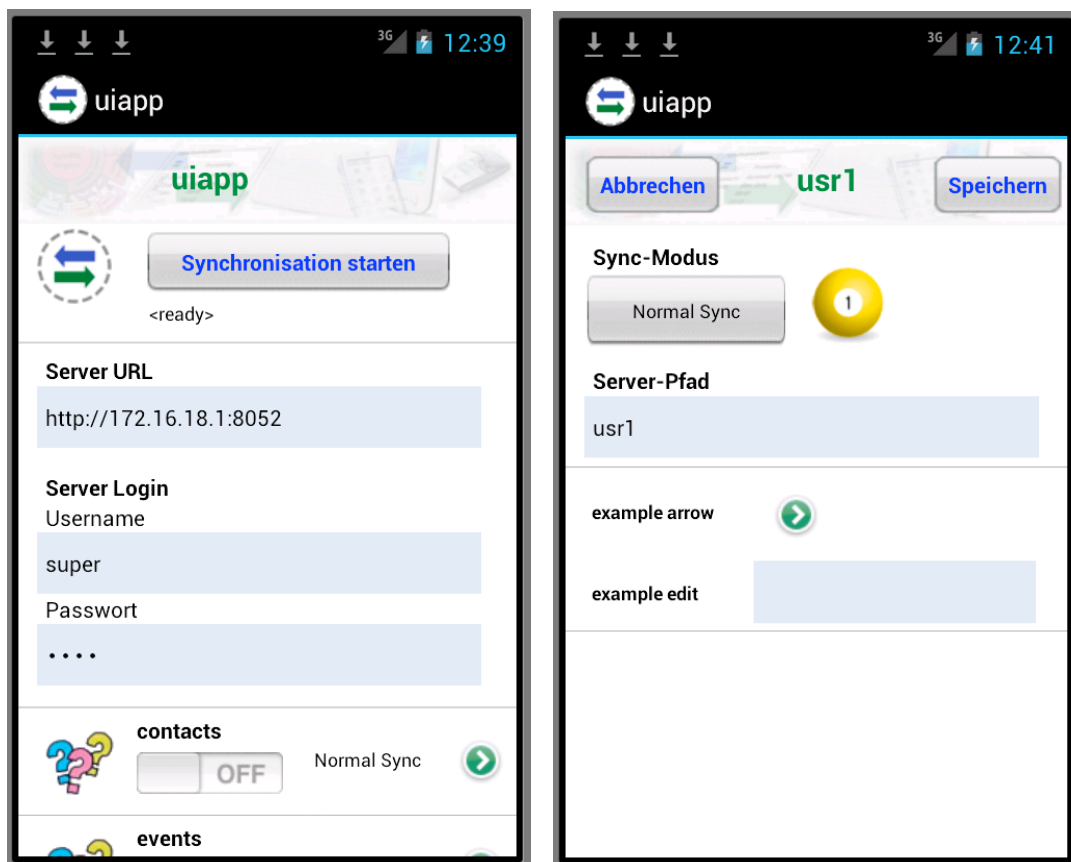 3G 12:39
uiapp
uiapp
Synchronisation starten
<ready>
Server URL
http://172.16.18.1:8052
Server Login
Username
super
Passwort
••••
contacts
OFF
Normal Sync
events
3G 12:41
uiapp
Abbrechen
usr1
Speichern
Sync-Modus
Normal Sync
1
Server-Pfad
usr1
example arrow
example edit